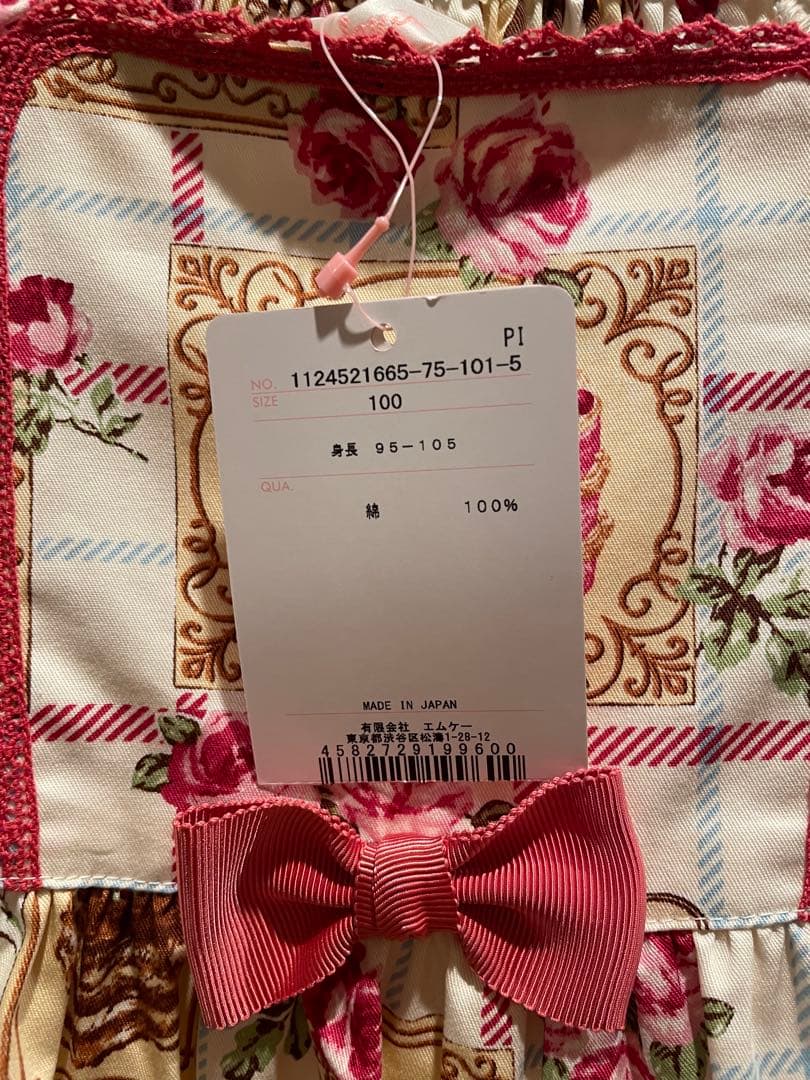 PI
NO. 1124521665-75-101-5
SIZE 100
身長 95-105
QUA.
綿 100%
MADE IN JAPAN
有限会社 エムケー
東京都渋谷区松濤1-28-12
4582729199600